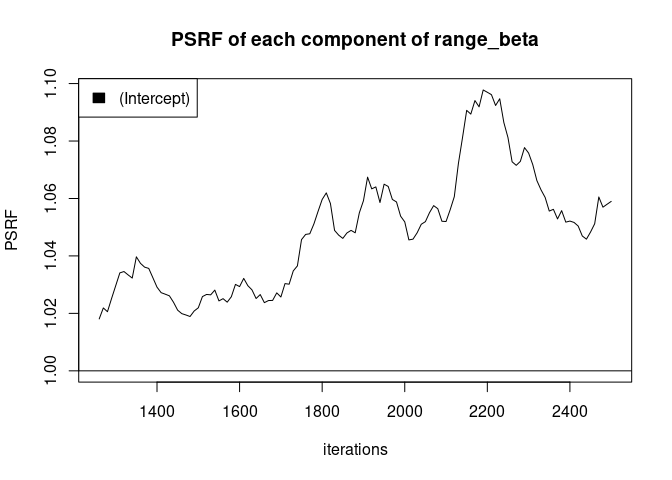 PSRF of each component of range_beta
(Intercept)
PSRF
1.10
1.08
1.06
1.04
1.02
1.00
1400 1600 1800 2000 2200 2400
iterations